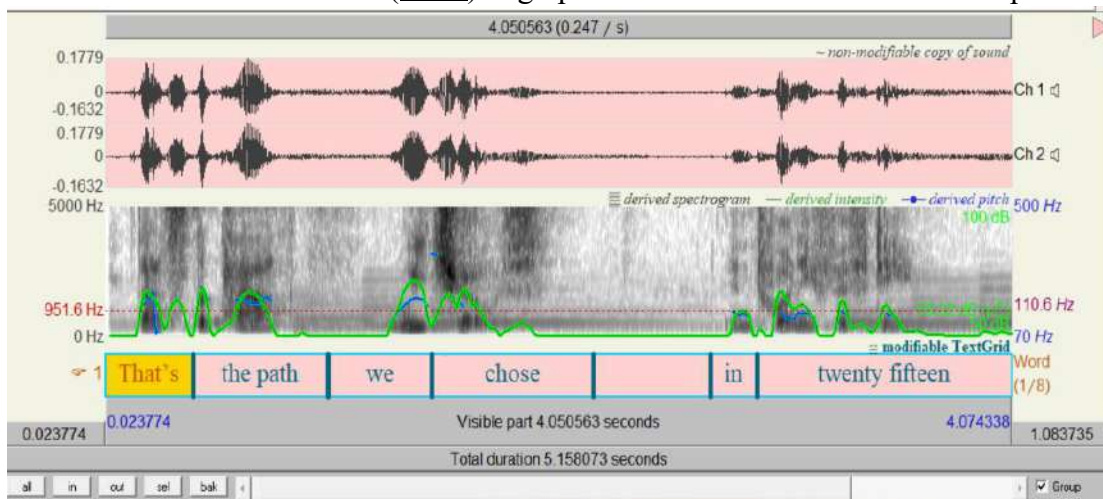 4.050563 (0.247 / s)
~ non-modifiable copy of sound
0.1779
0
-0.1632
Ch 1
0.1779
0
-0.1632
Ch 2
derived spectrogram — derived intensity derived pitch
5000 Hz
500 Hz
100 dB
951.6 Hz
110.6 Hz
0 Hz
70 Hz
modifiable TextGrid
1 That's the path we chose in twenty fifteen
Word
(1/8)
0.023774 Visible part 4.050563 seconds 4.074338
0.023774 1.083735
Total duration 5.158073 seconds
all in out sel bak Group